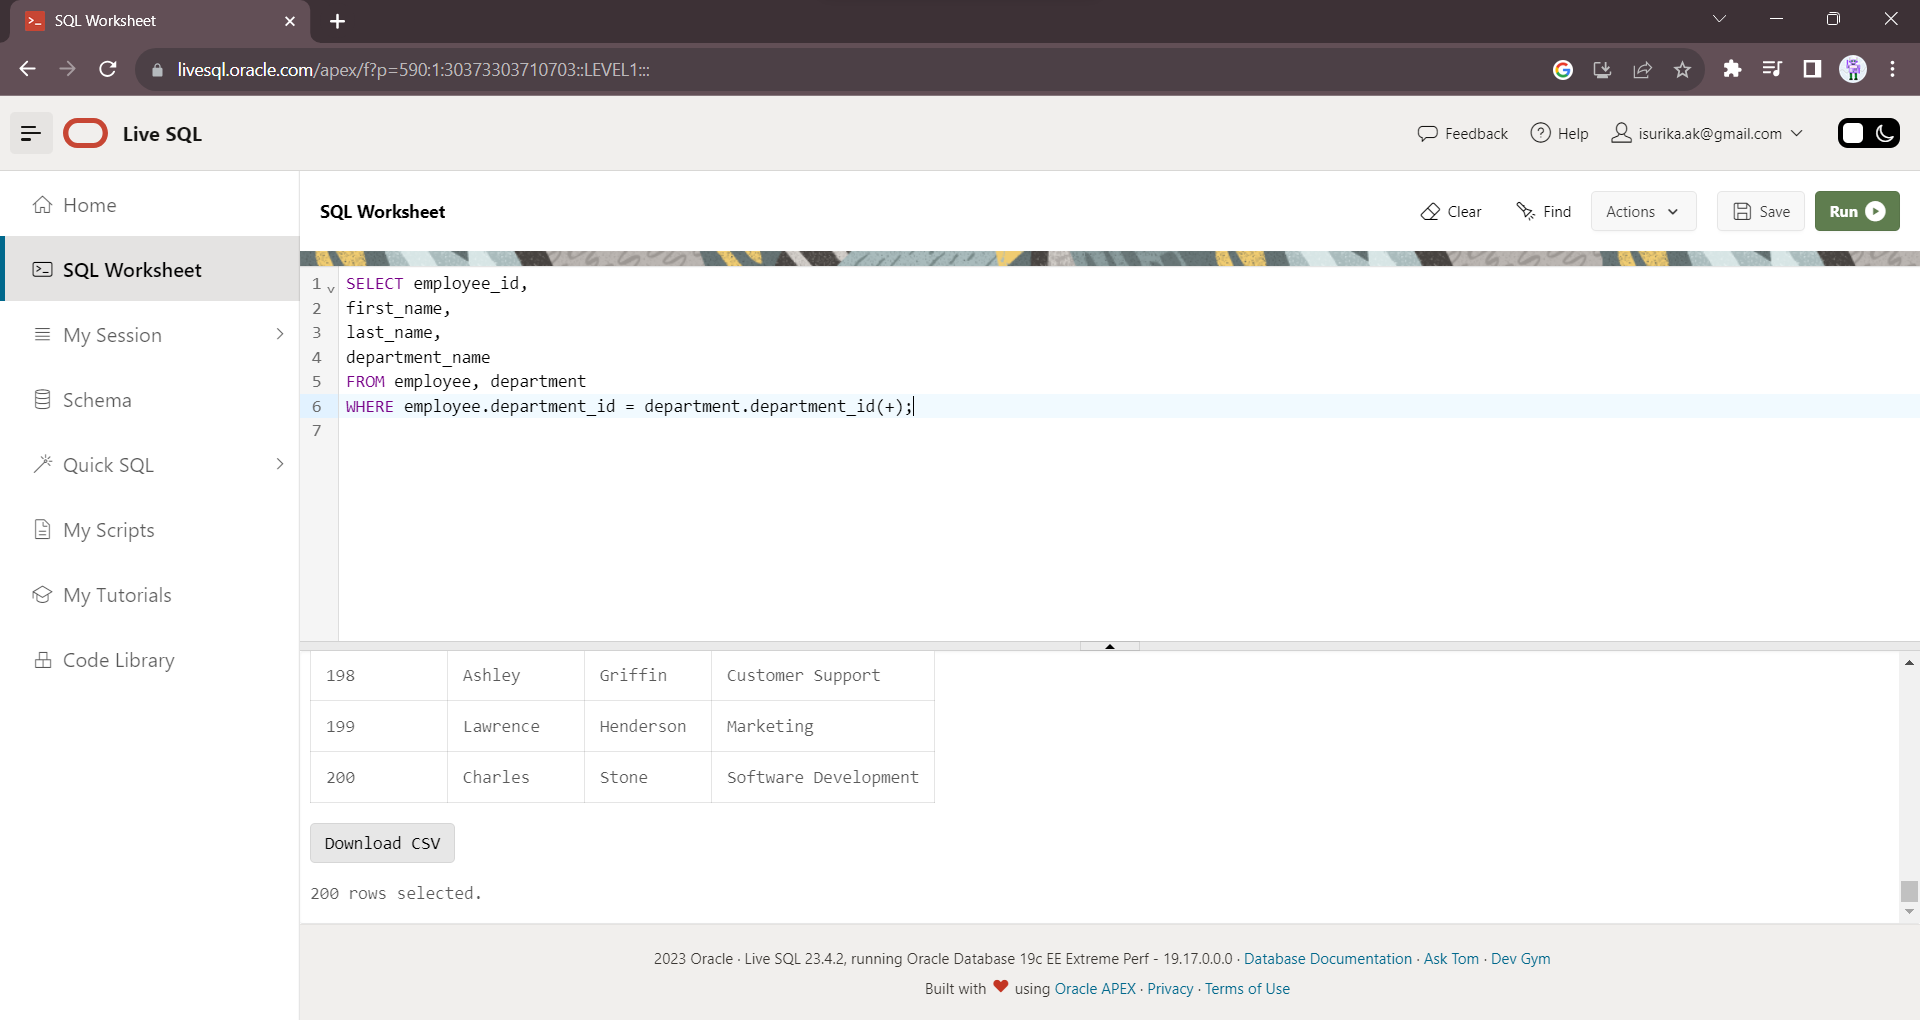 SQL Worksheet
livesql.oracle.com/apex/f?p=590:1:30373303710703::LEVEL1:::
Live SQL
Feedback
Help
isurika.ak@gmail.com
Home
SQL Worksheet
My Session
Schema
Quick SQL
My Scripts
My Tutorials
Code Library
SQL Worksheet
Clear
Find
Actions
Save
Run
1 SELECT employee_id,
2 first_name,
3 last_name,
4 department_name
5 FROM employee, department
6 WHERE employee.department_id = department.department_id(+);
7
198 Ashley Griffin Customer Support
199 Lawrence Henderson Marketing
200 Charles Stone Software Development
Download CSV
200 rows selected.
2023 Oracle · Live SQL 23.4.2, running Oracle Database 19c EE Extreme Perf - 19.17.0.0.0 · Database Documentation · Ask Tom · Dev Gym
Built with ❤ using Oracle APEX · Privacy · Terms of Use